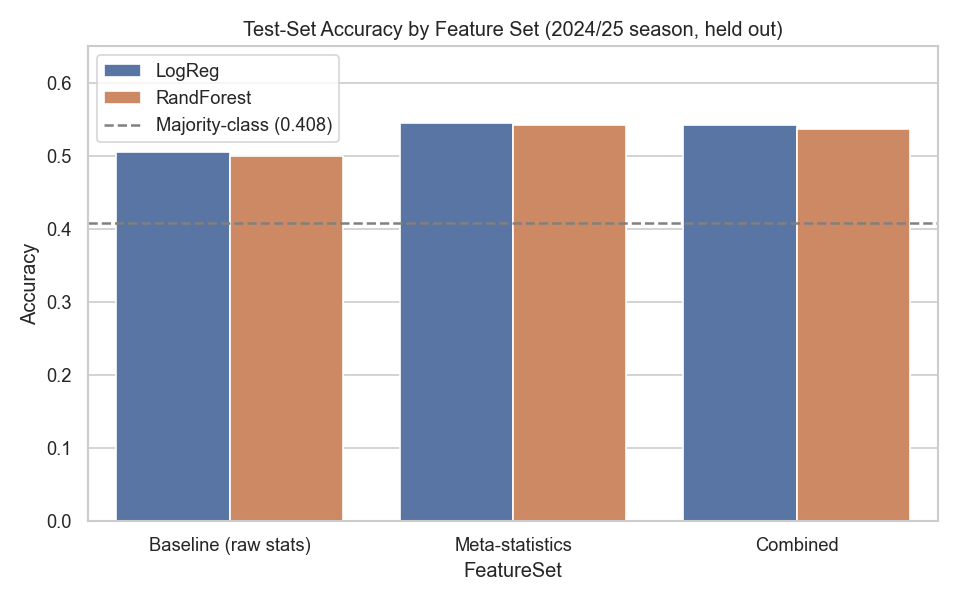 Test-Set Accuracy by Feature Set (2024/25 season, held out)
LogReg
RandForest
Majority-class (0.408)
Accuracy
0.6
0.5
0.4
0.3
0.2
0.1
0.0
Baseline (raw stats)
Meta-statistics
Combined
FeatureSet